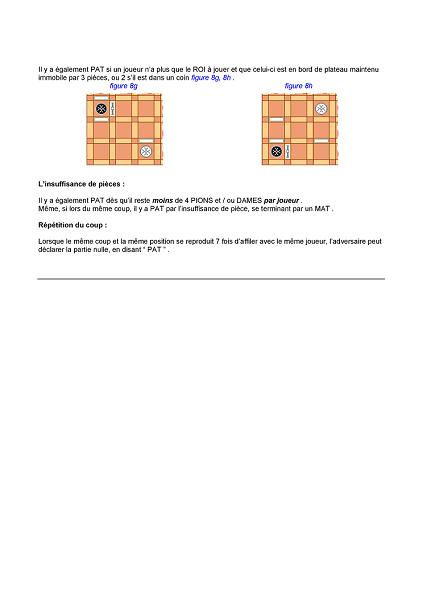 Il y a également PAT si un joueur n'a plus que le ROI à jouer et que celui-ci est en bord de plateau maintenu
immobile par 3 pièces, ou 2 s'il est dans un coin figure 8g, 8h .
figure 8g figure 8h
L'insuffisance de pièces :
Il y a également PAT dès qu'il reste moins de 4 PIONS et / ou DAMES par joueur .
Même, si lors du même coup, il y a PAT par l'insuffisance de pièce, se terminant par un MAT .
Répétition du coup :
Lorsque le même coup et la même position se reproduit 7 fois d'affiler avec le même joueur, l'adversaire peut
déclarer la partie nulle, en disant “ PAT ” .